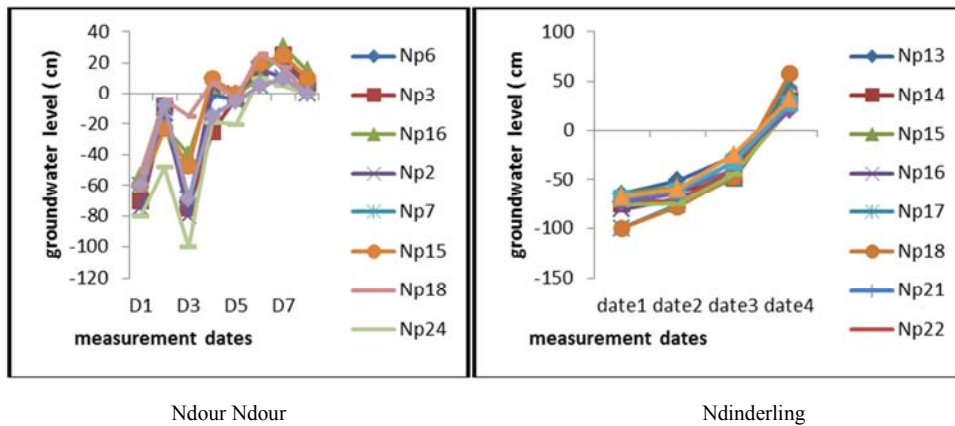 40
20
0
-20
-40
-60
-80
-100
-120
groundwater level ( cn)
D1 D3 D5 D7
measurement dates
Np6
Np3
Np16
Np2
Np7
Np15
Np18
Np24
100
50
0
-50
-100
-150
groundwater level ( cm
date1 date2 date3 date4
measurement dates
Np13
Np14
Np15
Np16
Np17
Np18
Np21
Np22
Ndour Ndour
Ndinderling